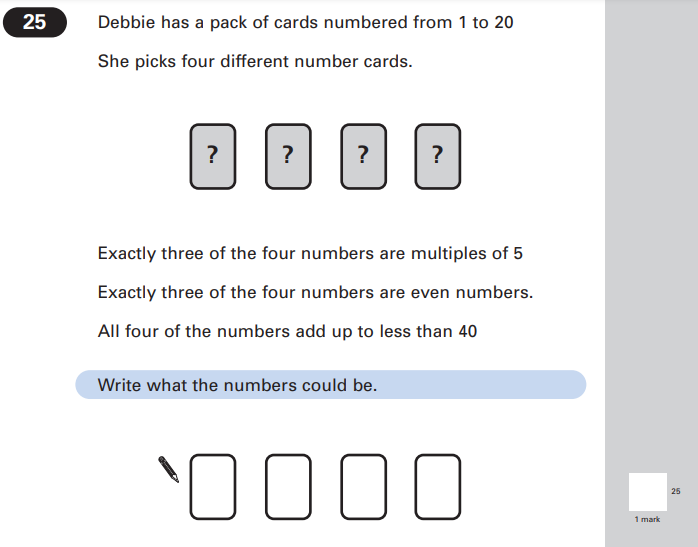 25
Debbie has a pack of cards numbered from 1 to 20
She picks four different number cards.
? ? ? ?
Exactly three of the four numbers are multiples of 5
Exactly three of the four numbers are even numbers.
All four of the numbers add up to less than 40
Write what the numbers could be.
25
1 mark